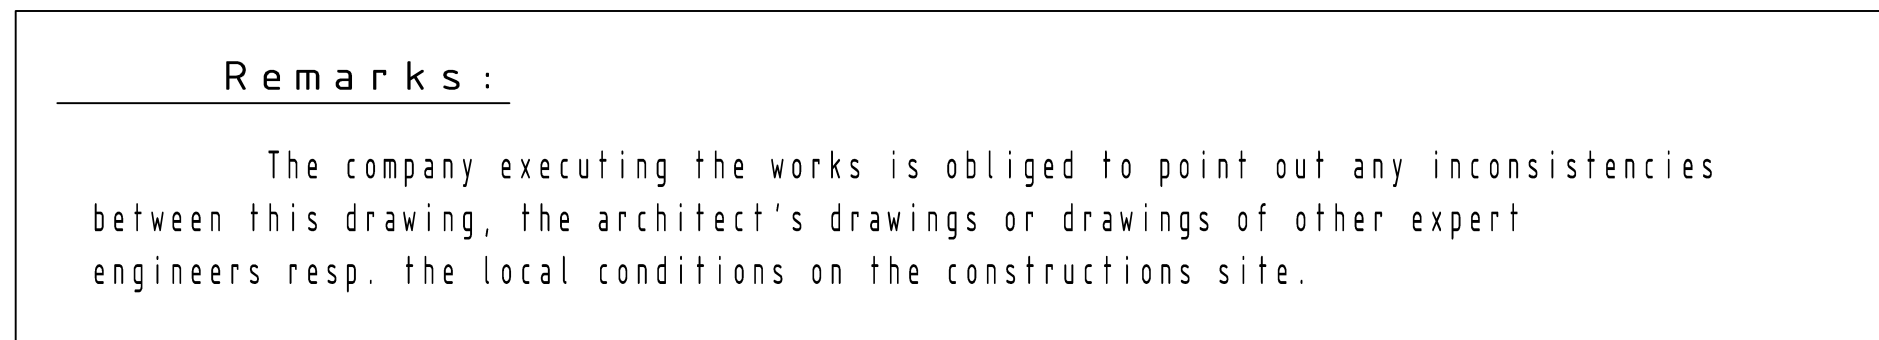 Remarks:
The company executing the works is obliged to point out any inconsistencies
between this drawing, the architect's drawings or drawings of other expert
engineers resp. the local conditions on the constructions site.